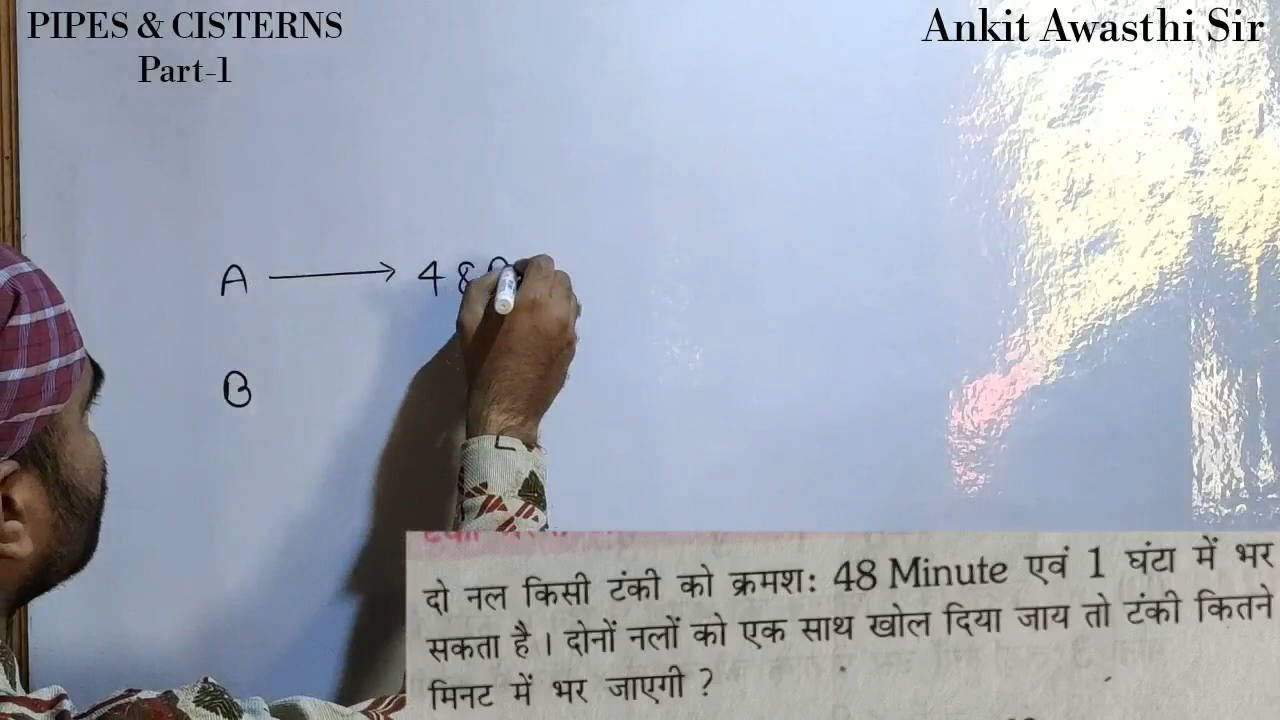 PIPES & CISTERNS
Part-1
Ankit Awasthi Sir
A → 48
B
दो नल किसी टंकी को क्रमश: 48 Minute एवं 1 घंटा में भर
सकता है । दोनों नलों को एक साथ खोल दिया जाय तो टंकी कितने
मिनट में भर जाएगी ?